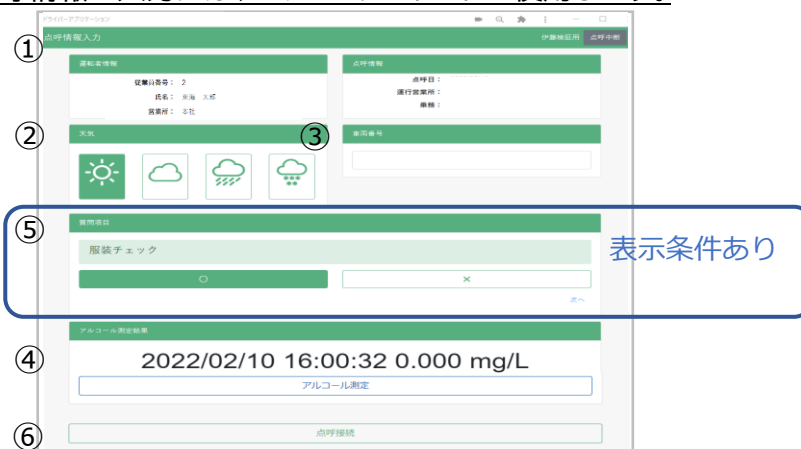 ドライバーアプリケーション
点呼情報入力
伊藤検証用 点呼中断
①
運転者情報
従業員番号： 2
氏名： 東海 太郎
営業所： 本社
点呼情報
点呼日：
運行営業所：
車種：
②
天気
③
車両番号
⑤
質問項目
表示条件あり
服装チェック
○ ×
次へ
アルコール測定結果
④
2022/02/10 16:00:32 0.000 mg/L
アルコール測定
⑥
点呼接続